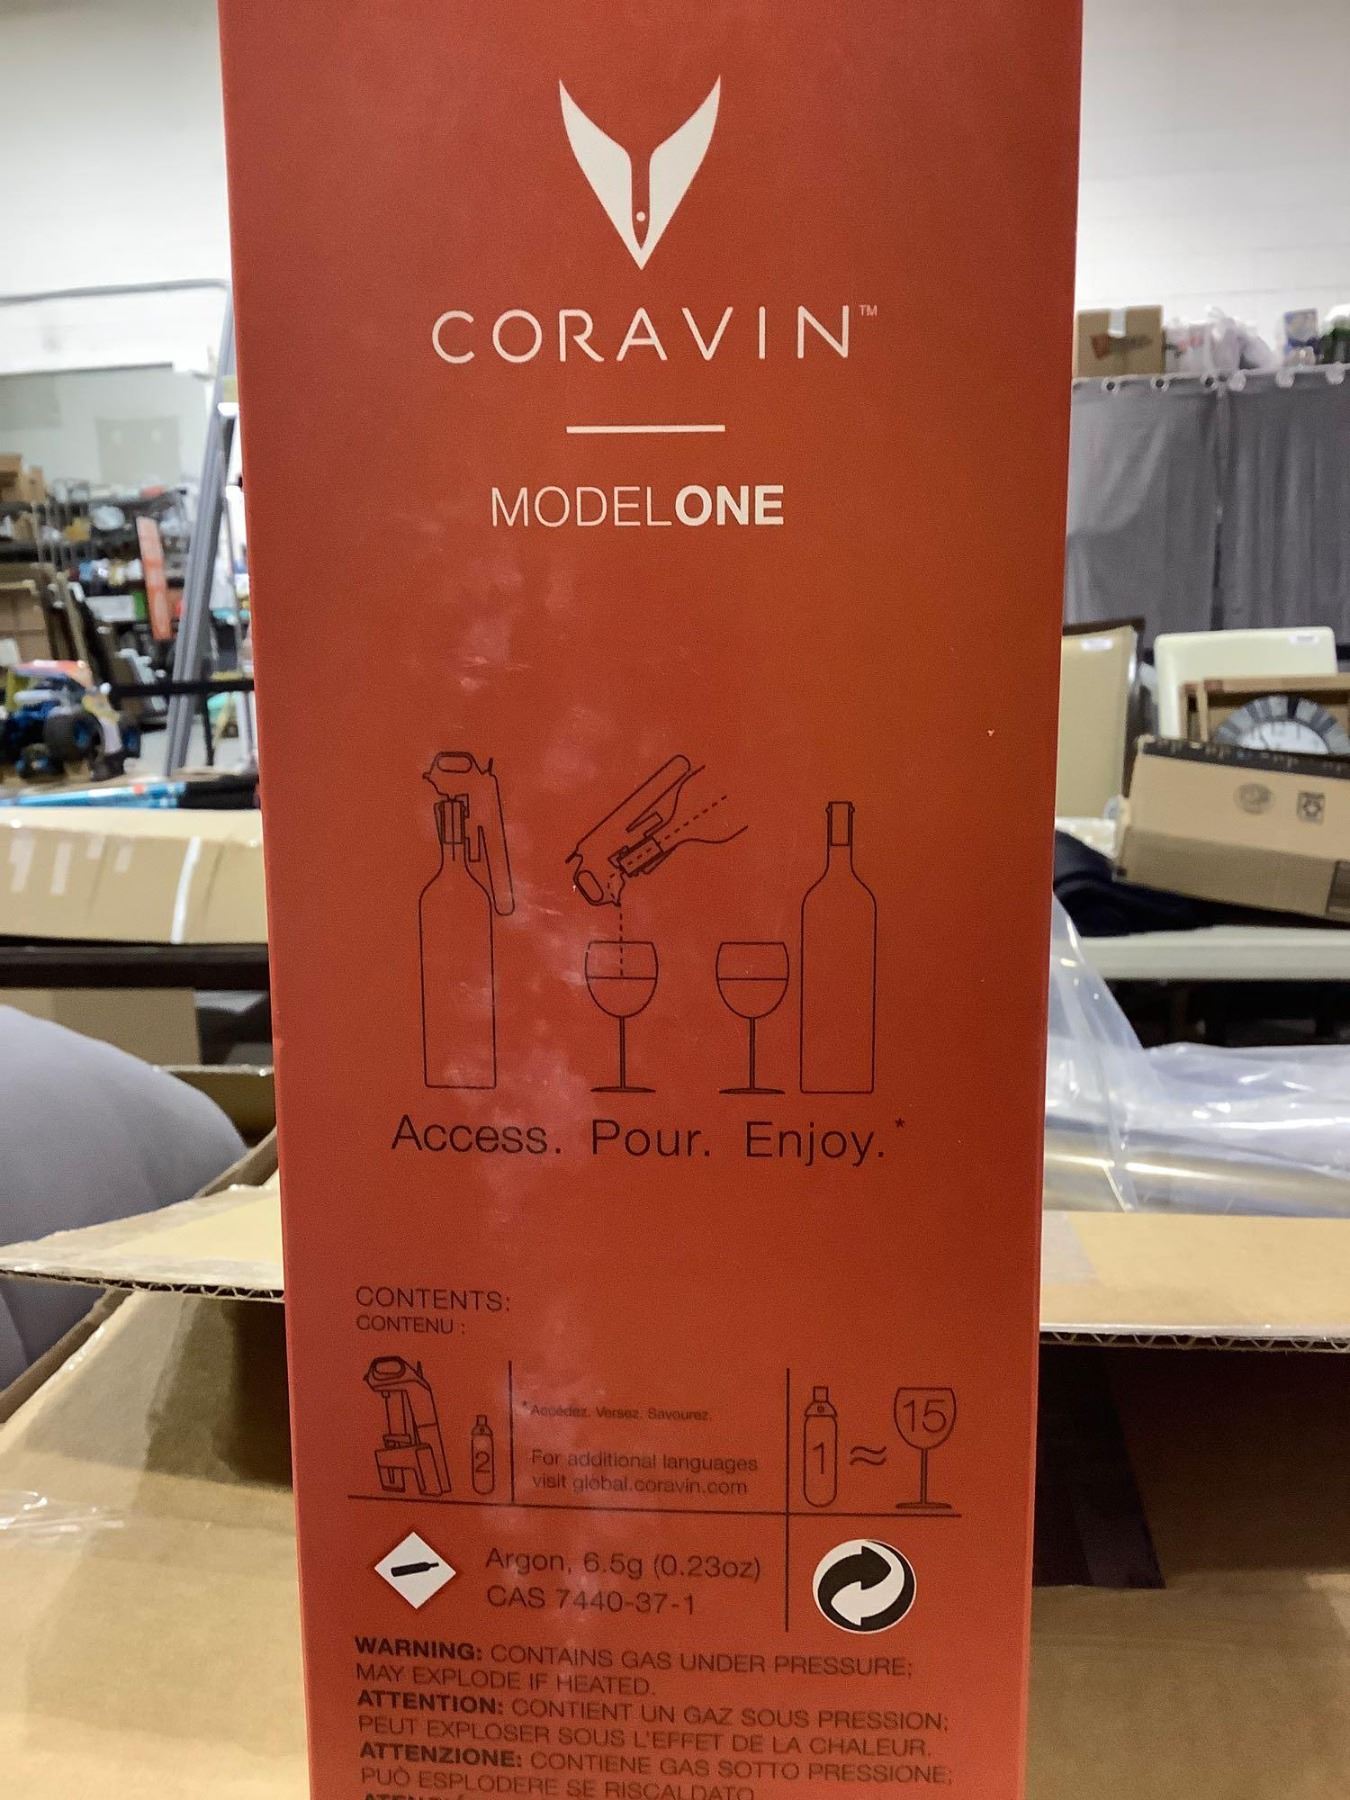 CORAVIN™
MODELONE
Access. Pour. Enjoy.*
CONTENTS:
CONTENU :
2
*Accédez. Versez. Savourez.
For additional languages
visit global.coravin.com
1 ≈ 15
Argon, 6.5g (0.23oz)
CAS 7440-37-1
WARNING: CONTAINS GAS UNDER PRESSURE;
MAY EXPLODE IF HEATED.
ATTENTION: CONTIENT UN GAZ SOUS PRESSION;
PEUT EXPLOSER SOUS L'EFFET DE LA CHALEUR.
ATTENZIONE: CONTIENE GAS SOTTO PRESSIONE;
PUÒ ESPLODERE SE RISCALDATO